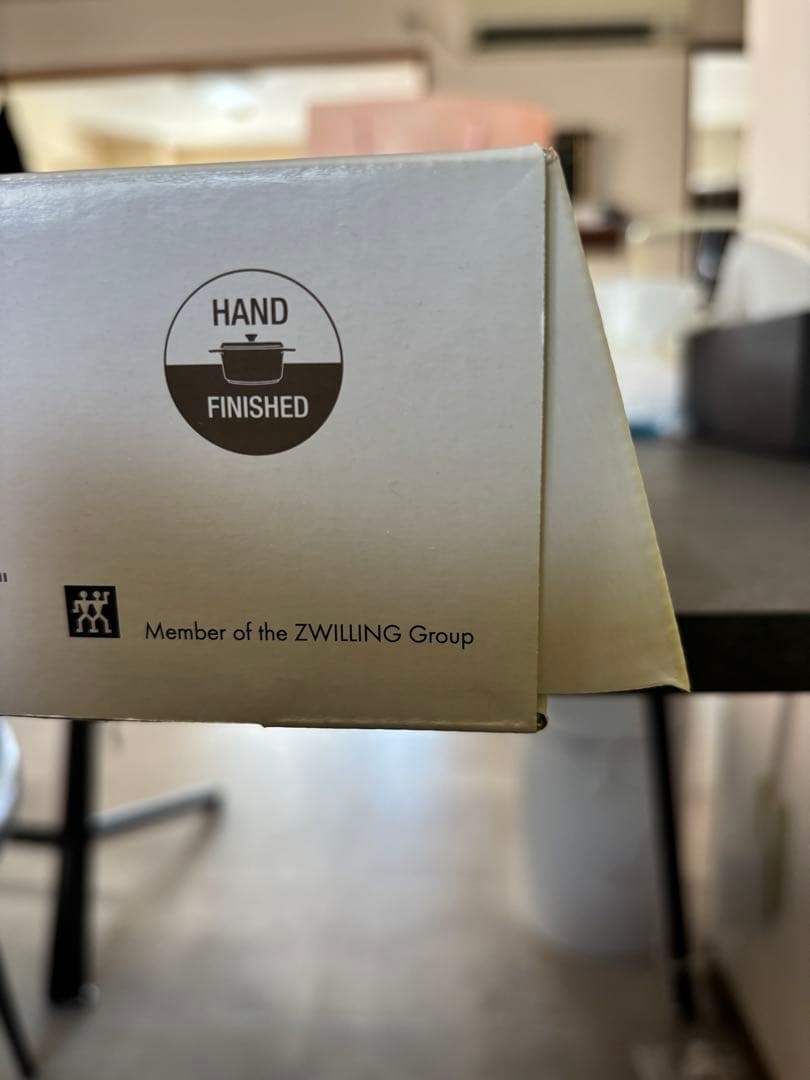 HAND
FINISHED
Member of the ZWILLING Group